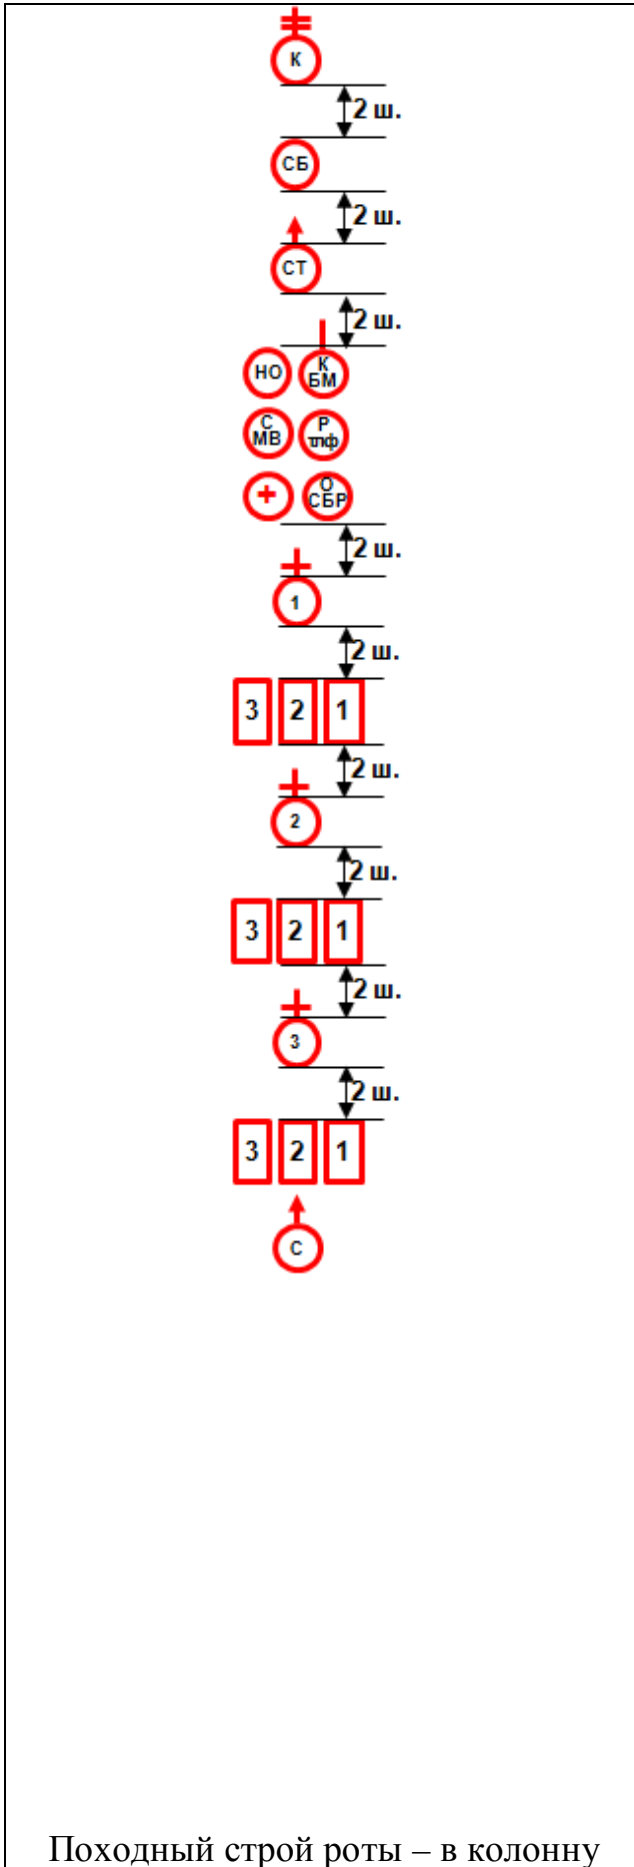 К
2 ш.
СБ
2 ш.
СТ
2 ш.
НО К БМ
С МВ Р тпф
+ О СБР
2 ш.
1
2 ш.
3 2 1
2 ш.
2
2 ш.
3 2 1
2 ш.
3
2 ш.
3 2 1
С
Походный строй роты – в колонну